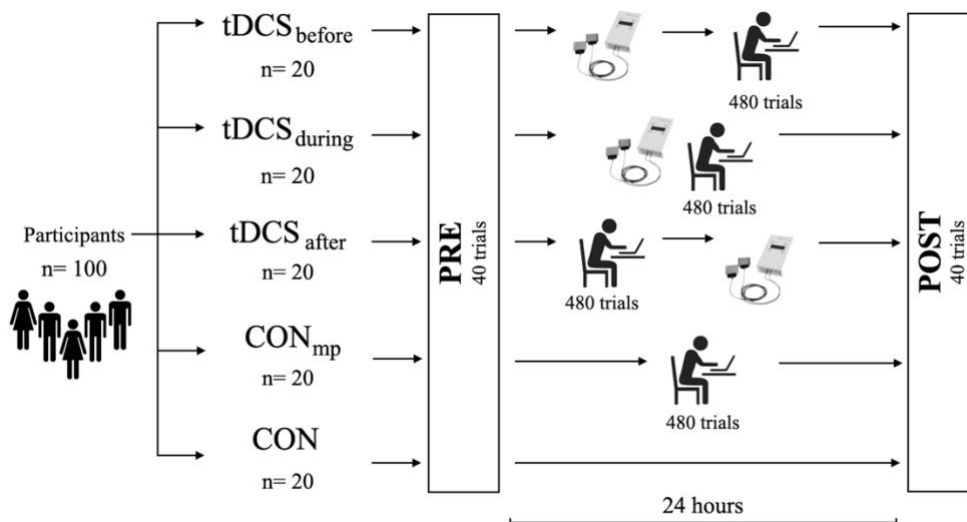 tDCS before
n= 20
480 trials
tDCS during
n= 20
480 trials
Participants
n= 100
tDCS after
n= 20
480 trials
CON mp
n= 20
480 trials
CON
n= 20
PRE
40 trials
POST
40 trials
24 hours